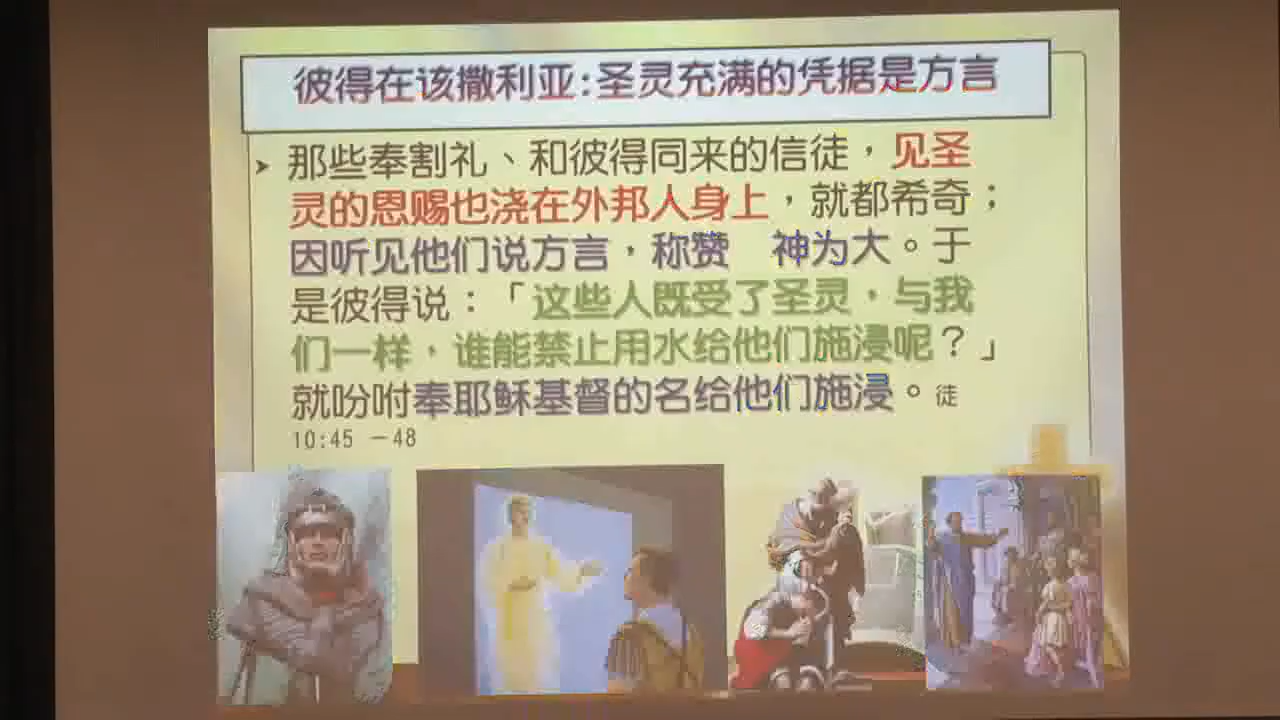 彼得在该撒利亚:圣灵充满的凭据是方言
那些奉割礼、和彼得同来的信徒，见圣
灵的恩赐也浇在外邦人身上，就都希奇；
因听见他们说方言，称赞　神为大。于
是彼得说：「这些人既受了圣灵，与我
们一样，谁能禁止用水给他们施浸呢？」
就吩咐奉耶稣基督的名给他们施浸。徒
10:45 －48